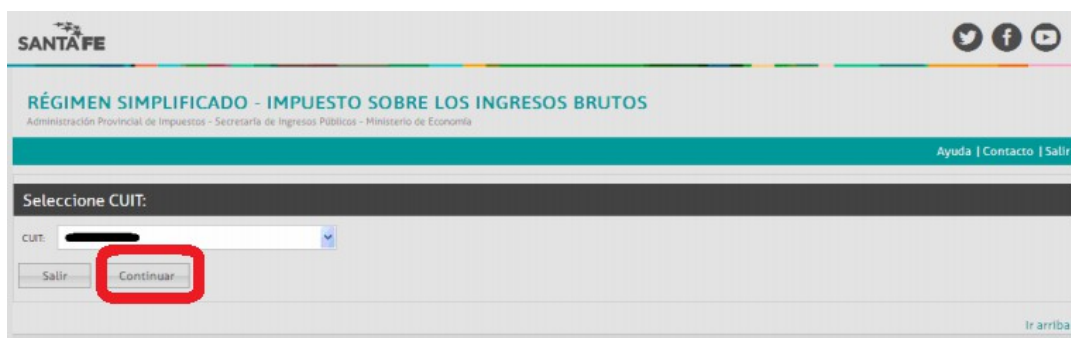 SANTA FE
RÉGIMEN SIMPLIFICADO - IMPUESTO SOBRE LOS INGRESOS BRUTOS
Administración Provincial de Impuestos - Secretaría de Ingresos Públicos - Ministerio de Economía
Ayuda | Contacto | Salir
Seleccione CUIT:
CUIT:
Salir Continuar
Ir arriba